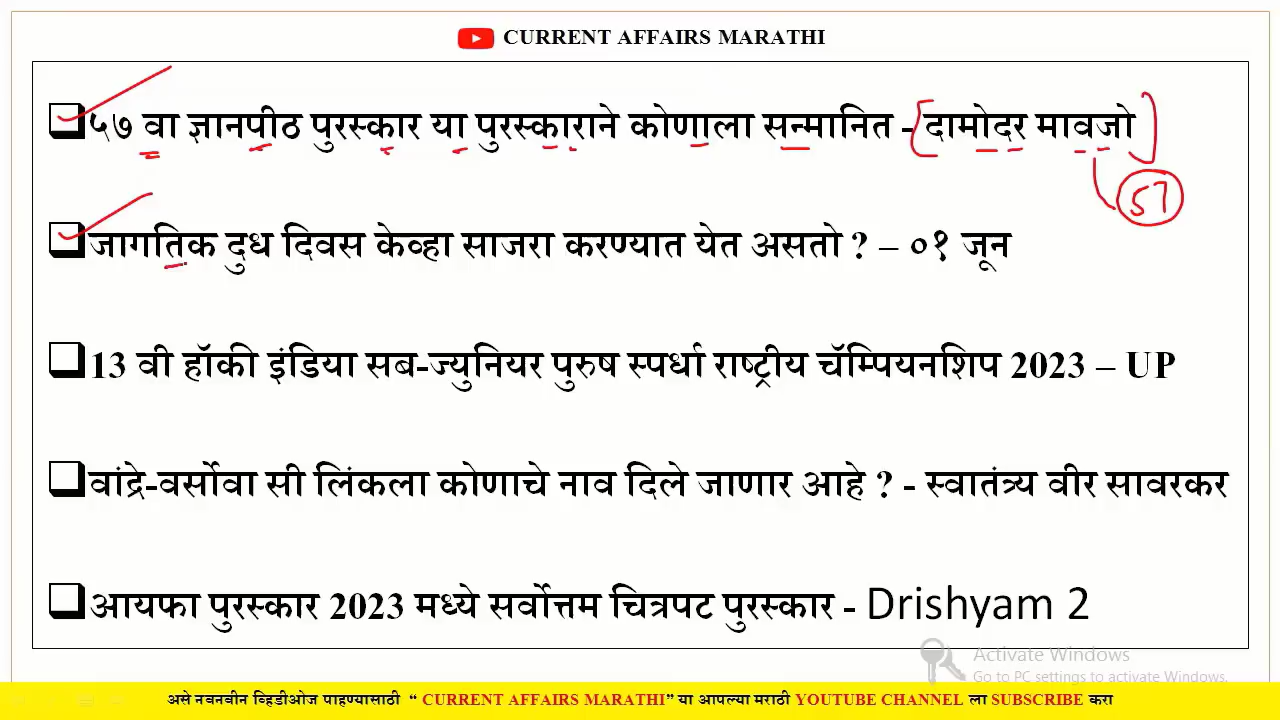 CURRENT AFFAIRS MARATHI
५७ वा ज्ञानपीठ पुरस्कार या पुरस्काराने कोणाला सन्मानित - दामोदर मावजो
57
जागतिक दुध दिवस केव्हा साजरा करण्यात येत असतो ? – ०१ जून
13 वी हॉकी इंडिया सब-ज्युनियर पुरुष स्पर्धा राष्ट्रीय चॅम्पियनशिप 2023 – UP
वांद्रे-वर्सोवा सी लिंकला कोणाचे नाव दिले जाणार आहे ? - स्वातंत्र्य वीर सावरकर
आयफा पुरस्कार 2023 मध्ये सर्वोत्तम चित्रपट पुरस्कार - Drishyam 2
Activate Windows
Go to PC settings to activate Windows.
असे नवनवीन व्हिडीओज पाहण्यासाठी “ CURRENT AFFAIRS MARATHI” या आपल्या मराठी YOUTUBE CHANNEL ला SUBSCRIBE करा